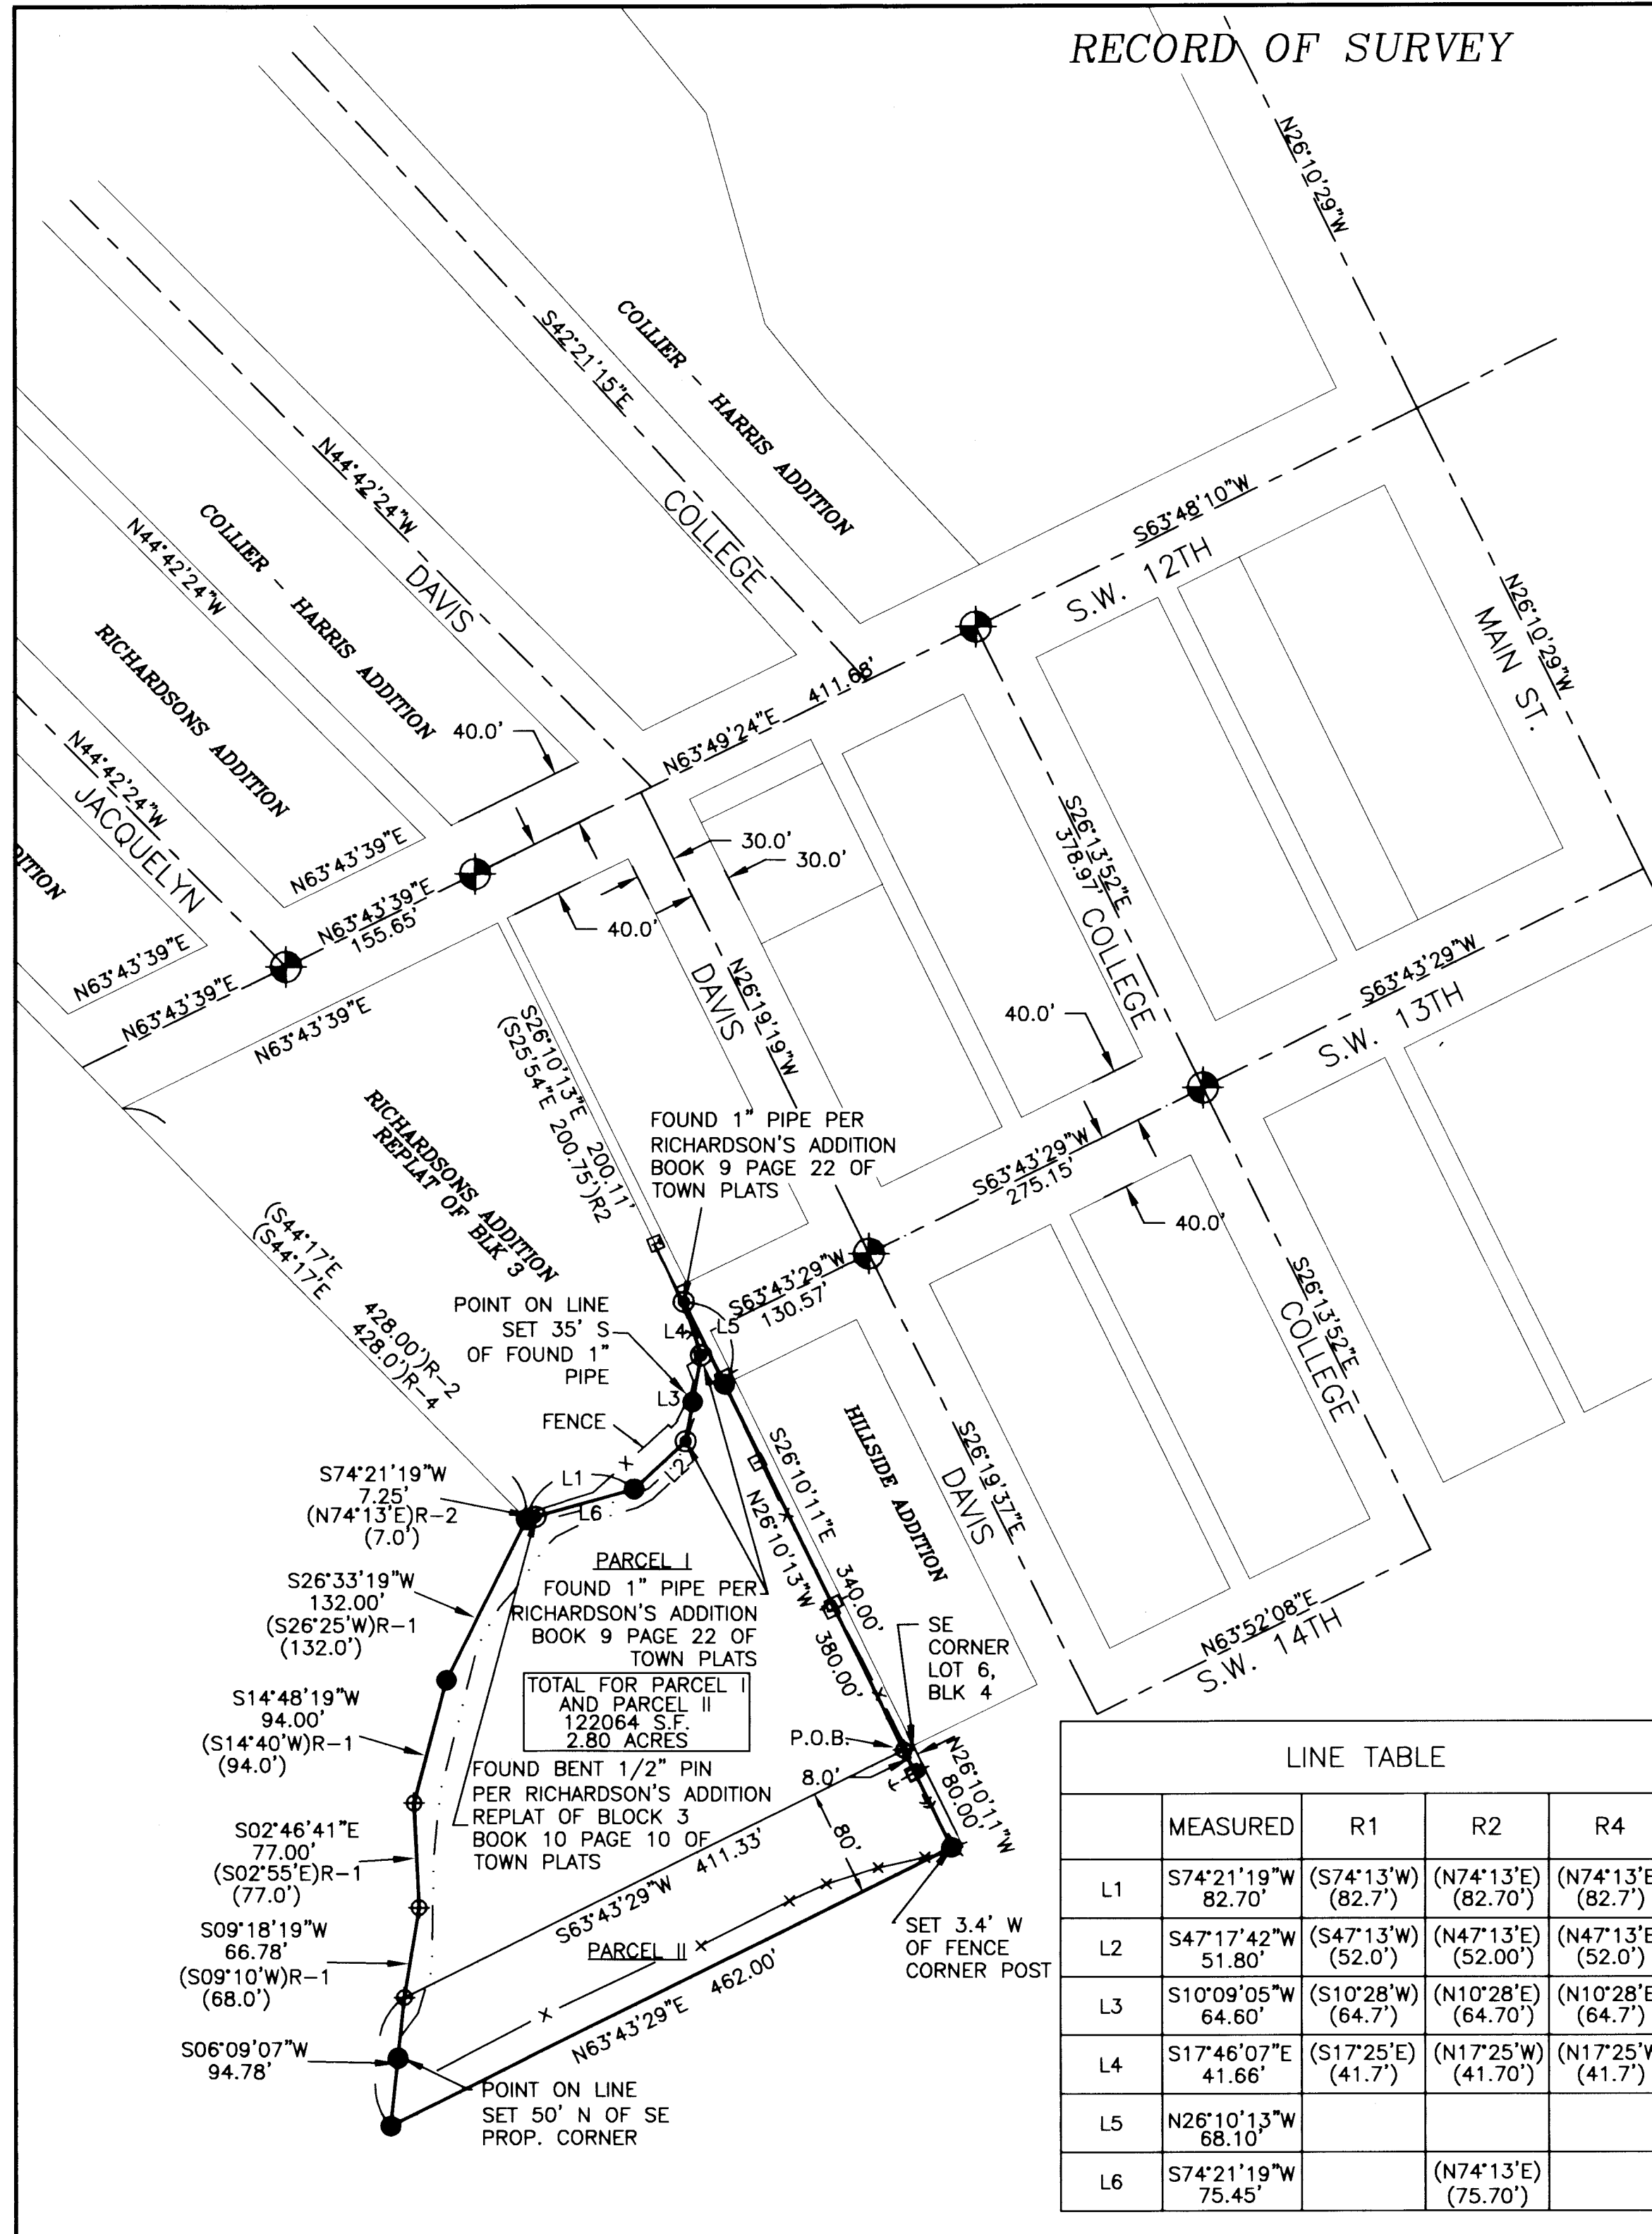 RECORD OF SURVEY
N26°10'29"W
COLLIER - HARRIS ADDITION
S42°21'15"E
N44°42'24"W
COLLIER - HARRIS ADDITION
N44°42'24"W
DAVIS
COLLEGE
S63°48'10"W
S.W. 12TH
N26°10'29"W
MAIN ST.
RICHARDSONS ADDITION
N44°42'24"W
JACQUELYN
DITION
40.0'
N63°49'24"E
411.68'
30.0'
30.0'
N63°43'39"E
N63°43'39"E
155.65'
40.0'
N63°43'39"E
N63°43'39"E
N63°43'39"E
S26°13'52"E
378.97'
COLLEGE
DAVIS
N26°19'19"W
40.0'
S63°43'29"W
S.W. 13TH
S26°10'13"E 200.11'
(S25°54"E 200.75')R2
RICHARDSONS ADDITION
REPLAT OF BLK 3
FOUND 1" PIPE PER
RICHARDSON'S ADDITION
BOOK 9 PAGE 22 OF
TOWN PLATS
S63°43'29"W
275.15'
40.0'
(S44°17'E 428.00')R-2
(S44°17'E 428.0')R-4
POINT ON LINE
SET 35' S
OF FOUND 1"
PIPE
L4
L5
S63°43'29"W
130.57'
S26°13'52"E
COLLEGE
L3
FENCE
L2
L1
L6
S74°21'19"W
7.25'
(N74°13'E)R-2
(7.0')
HILLSIDE ADDITION
S26°19'37"E
DAVIS
S26°10'11"E 340.00'
N26°10'13"W 380.00'
PARCEL I
FOUND 1" PIPE PER
RICHARDSON'S ADDITION
BOOK 9 PAGE 22 OF
TOWN PLATS
S26°33'19"W
132.00'
(S26°25'W)R-1
(132.0')
SE
CORNER
LOT 6,
BLK 4
N63°52'08"E
S.W. 14TH
TOTAL FOR PARCEL I
AND PARCEL II
122064 S.F.
2.80 ACRES
S14°48'19"W
94.00'
(S14°40'W)R-1
(94.0')
P.O.B.
8.0'
N26°10'11"W
80.00'
FOUND BENT 1/2" PIN
PER RICHARDSON'S ADDITION
REPLAT OF BLOCK 3
BOOK 10 PAGE 10 OF
TOWN PLATS
S02°46'41"E
77.00'
(S02°55'E)R-1
(77.0')
80'
S63°43'29"W 411.33'
S09°18'19"W
66.78'
(S09°10'W)R-1
(68.0')
PARCEL II
SET 3.4' W
OF FENCE
CORNER POST
N63°43'29"E 462.00'
S06°09'07"W
94.78'
POINT ON LINE
SET 50' N OF SE
PROP. CORNER
LINE TABLE
MEASURED R1 R2 R4
L1 S74°21'19"W (S74°13'W) (N74°13'E) (N74°13'E
82.70' (82.7') (82.70') (82.7')
L2 S47°17'42"W (S47°13'W) (N47°13'E) (N47°13'E
51.80' (52.0') (52.00') (52.0')
L3 S10°09'05"W (S10°28'W) (N10°28'E) (N10°28'E
64.60' (64.7') (64.70') (64.7')
L4 S17°46'07"E (S17°25'E) (N17°25'W) (N17°25'W
41.66' (41.7') (41.70') (41.7')
L5 N26°10'13"W
68.10'
L6 S74°21'19"W (N74°13'E)
75.45' (75.70')